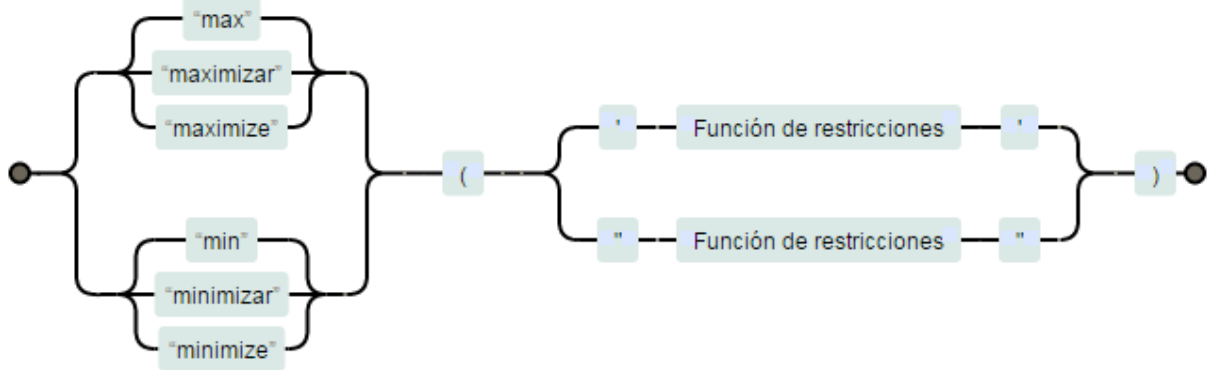 “max”
“maximizar”
“maximize”
' Función de restricciones '
(
)
“min”
" Función de restricciones "
“minimizar”
“minimize”